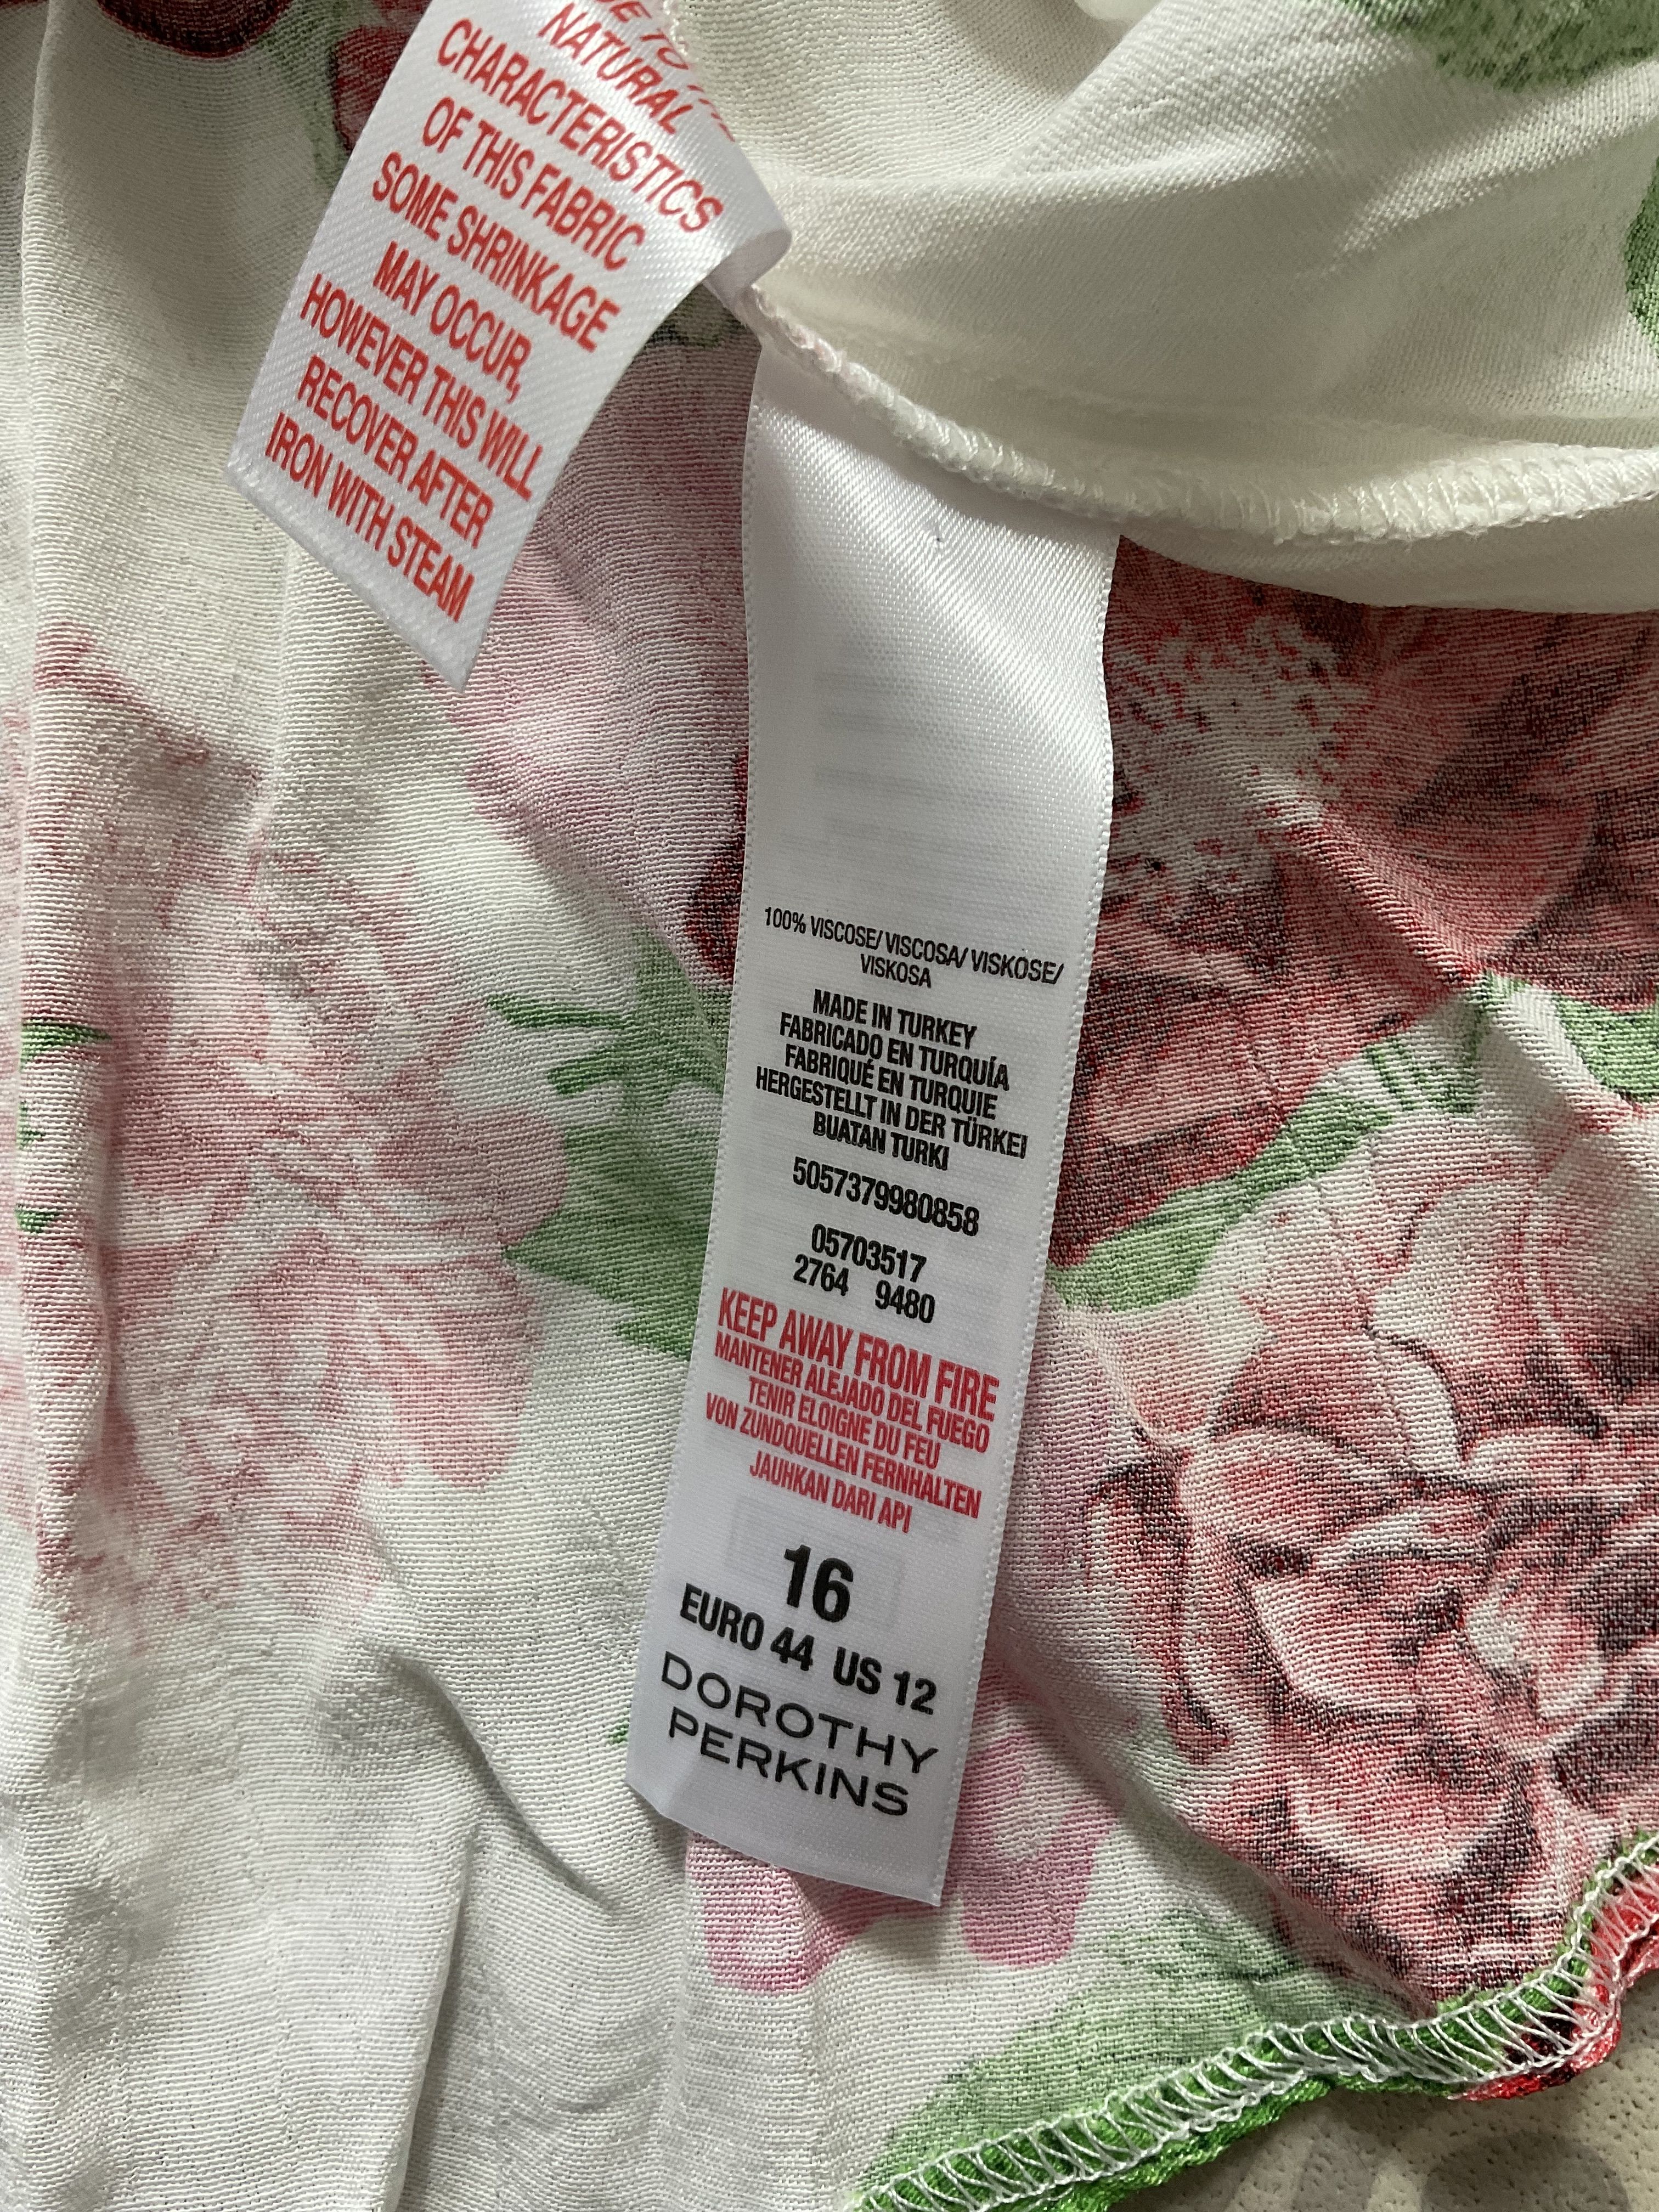 NATURAL
CHARACTERISTICS
OF THIS FABRIC
SOME SHRINKAGE
MAY OCCUR,
HOWEVER THIS WILL
RECOVER AFTER
IRON WITH STEAM
100% VISCOSE/ VISCOSA/ VISKOSE/
VISKOSA
MADE IN TURKEY
FABRICADO EN TURQUÍA
FABRIQUÉ EN TURQUIE
HERGESTELLT IN DER TÜRKEI
BUATAN TURKI
5057379980858
05703517
2764 9480
KEEP AWAY FROM FIRE
MANTENER ALEJADO DEL FUEGO
TENIR ELOIGNE DU FEU
VON ZUNDQUELLEN FERNHALTEN
JAUHKAN DARI API
16
EURO 44 US 12
DOROTHY
PERKINS